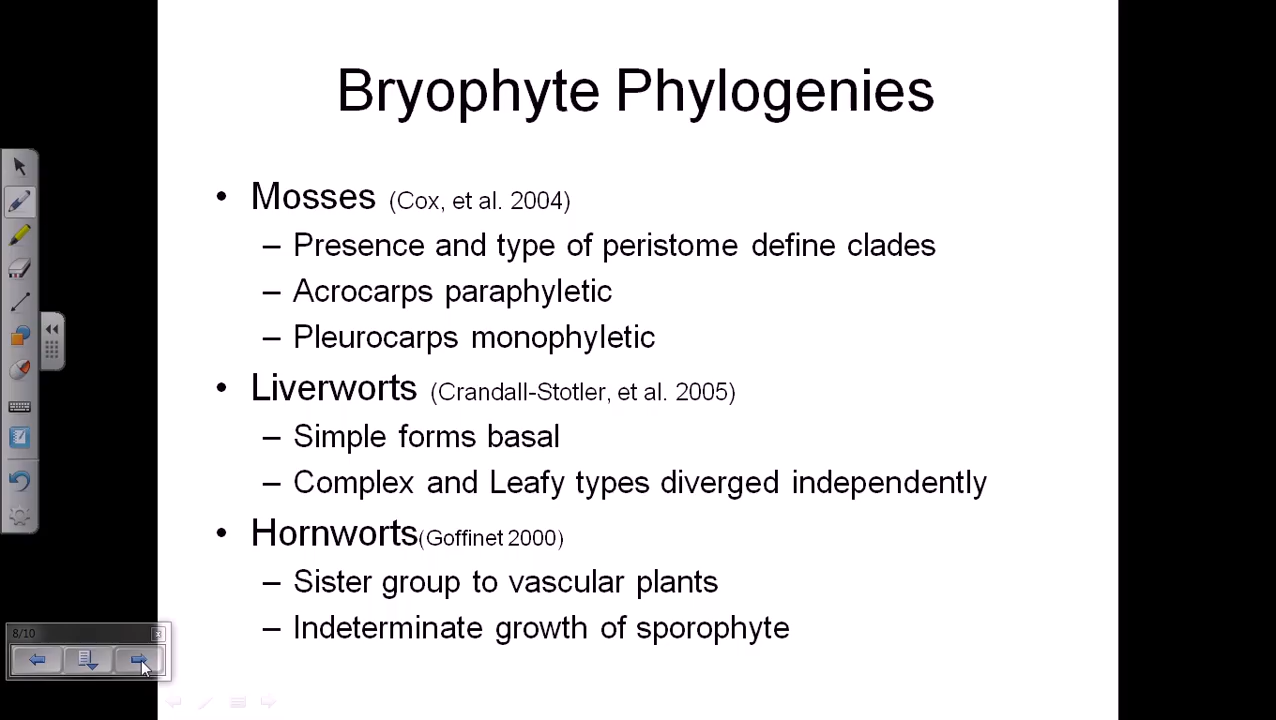 Bryophyte Phylogenies
• Mosses (Cox, et al. 2004)
– Presence and type of peristome define clades
– Acrocarps paraphyletic
– Pleurocarps monophyletic
• Liverworts (Crandall-Stotler, et al. 2005)
– Simple forms basal
– Complex and Leafy types diverged independently
• Hornworts(Goffinet 2000)
– Sister group to vascular plants
– Indeterminate growth of sporophyte
8/10